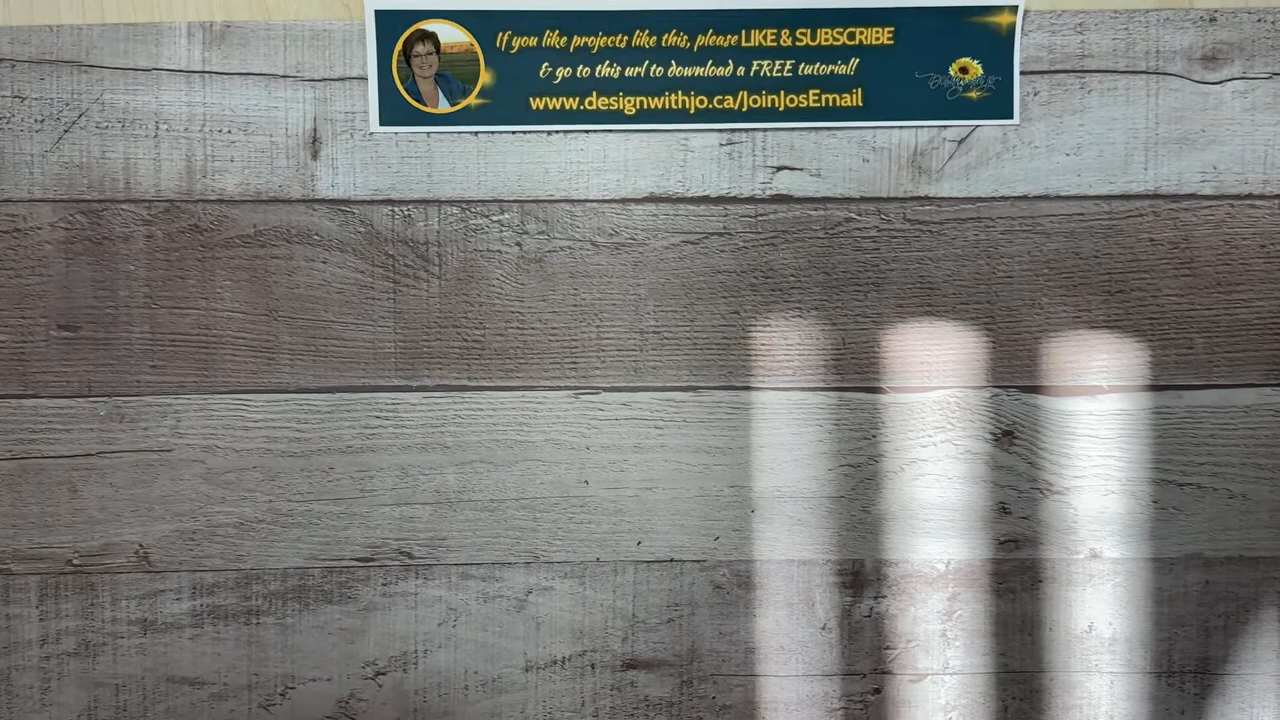 If you like projects like this, please LIKE & SUBSCRIBE
& go to this url to download a FREE tutorial!
www.designwithjo.ca/JoinJosEmail